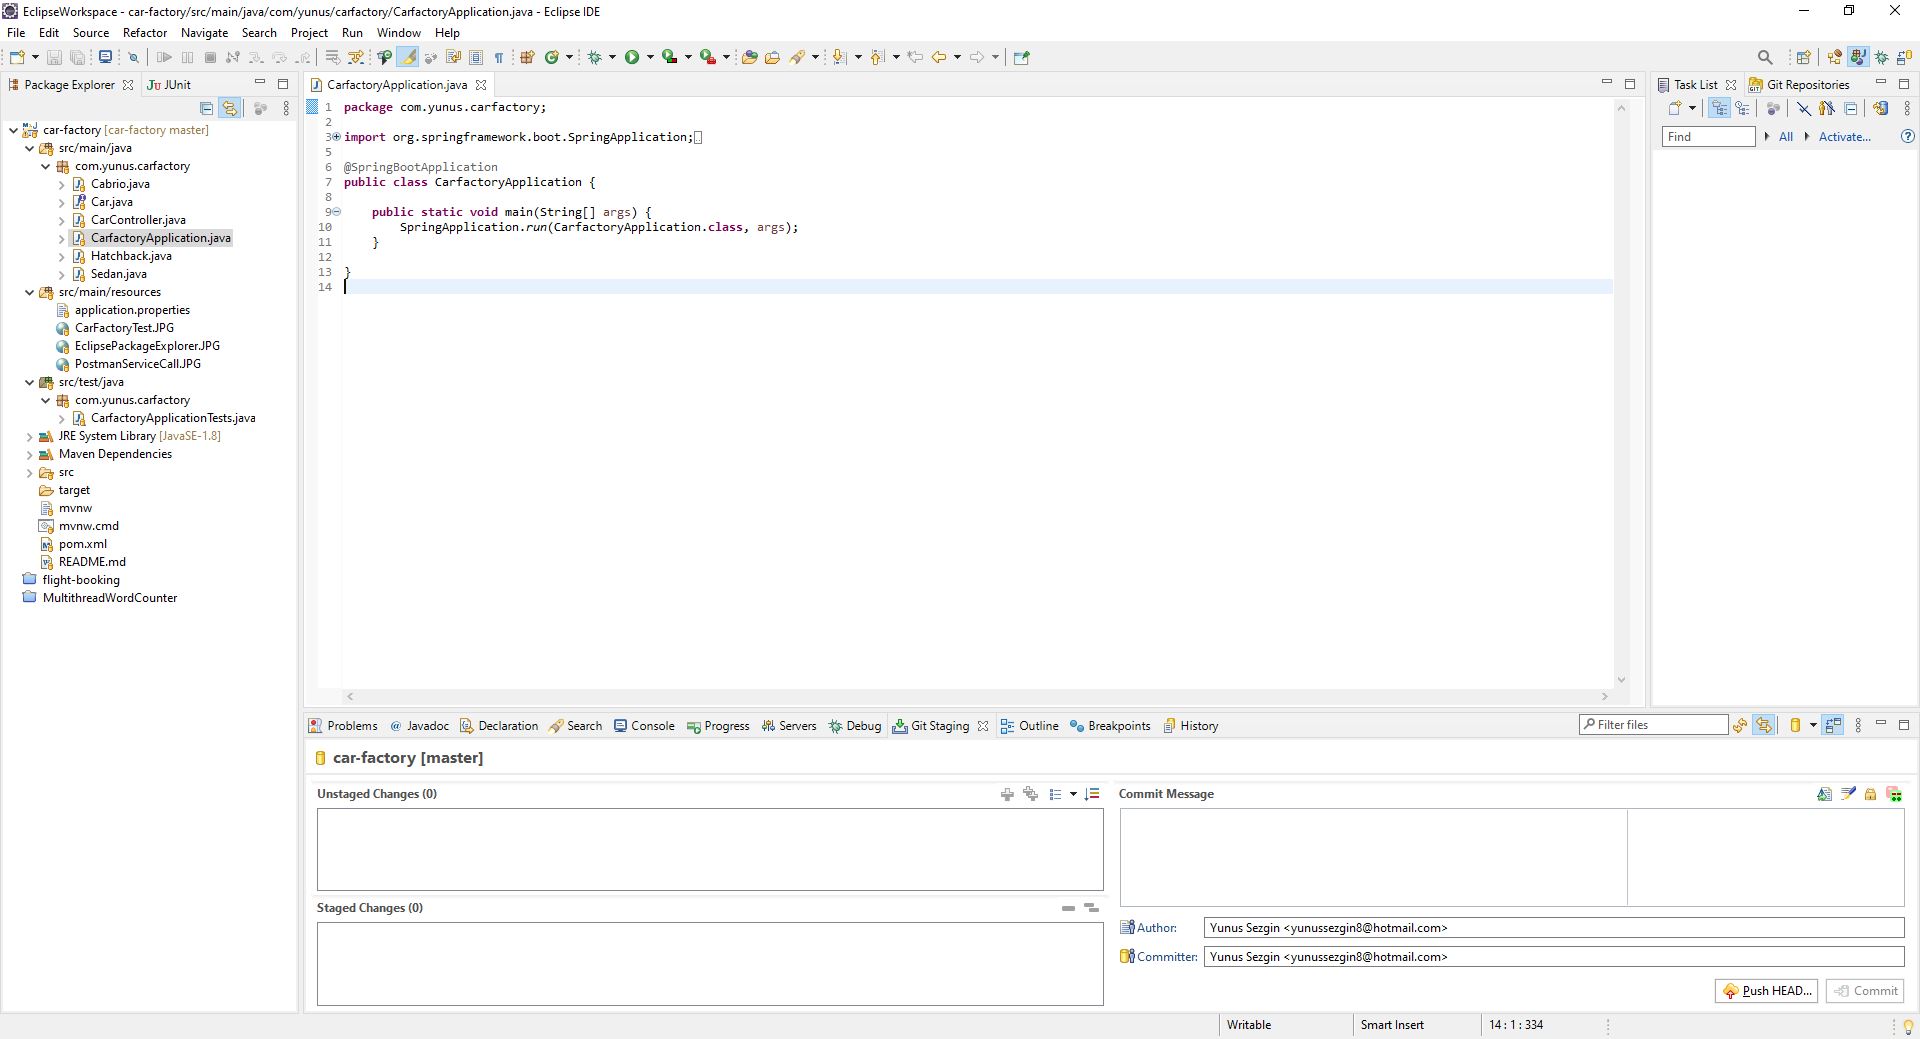 EclipseWorkspace - car-factory/src/main/java/com/yunus/carfactory/CarfactoryApplication.java - Eclipse IDE
File Edit Source Refactor Navigate Search Project Run Window Help
Package Explorer JUnit
car-factory [car-factory master]
src/main/java
com.yunus.carfactory
Cabrio.java
Car.java
CarController.java
CarfactoryApplication.java
Hatchback.java
Sedan.java
src/main/resources
application.properties
CarFactoryTest.JPG
EclipsePackageExplorer.JPG
PostmanServiceCall.JPG
src/test/java
com.yunus.carfactory
CarfactoryApplicationTests.java
JRE System Library [JavaSE-1.8]
Maven Dependencies
src
target
mvnw
mvnw.cmd
pom.xml
README.md
flight-booking
MultithreadWordCounter
CarfactoryApplication.java
1 package com.yunus.carfactory;
2
3 import org.springframework.boot.SpringApplication;
5
6 @SpringBootApplication
7 public class CarfactoryApplication {
8
9 public static void main(String[] args) {
10 SpringApplication.run(CarfactoryApplication.class, args);
11 }
12
13 }
14
Task List Git Repositories
Find All Activate...
Problems Javadoc Declaration Search Console Progress Servers Debug Git Staging Outline Breakpoints History
Filter files
car-factory [master]
Unstaged Changes (0)
Staged Changes (0)
Commit Message
Author: Yunus Sezgin <yunussezgin8@hotmail.com>
Committer: Yunus Sezgin <yunussezgin8@hotmail.com>
Push HEAD... Commit
Writable Smart Insert 14 : 1 : 334